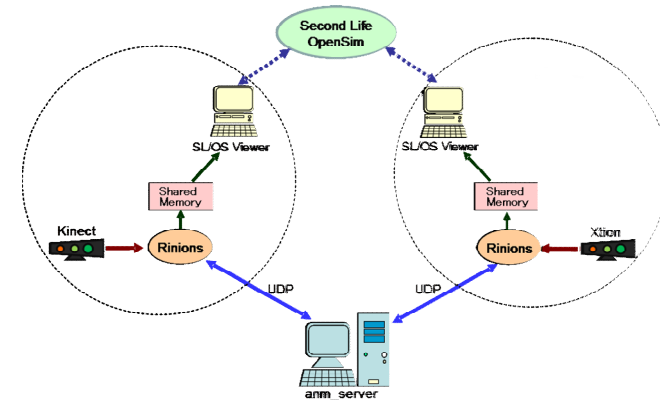 Second Life
OpenSim
SL/OS Viewer
SL/OS Viewer
Shared
Memory
Shared
Memory
Kinect
Rinions
Rinions
Xtion
UDP
UDP
anm_server